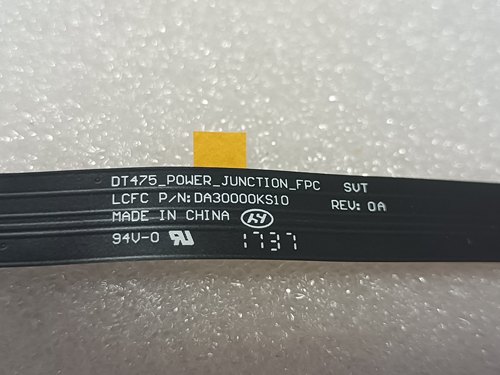 DT475_POWER_JUNCTION_FPC SVT
LCFC P/N:DA30000KS10 REV: 0A
MADE IN CHINA
94V-0 1737